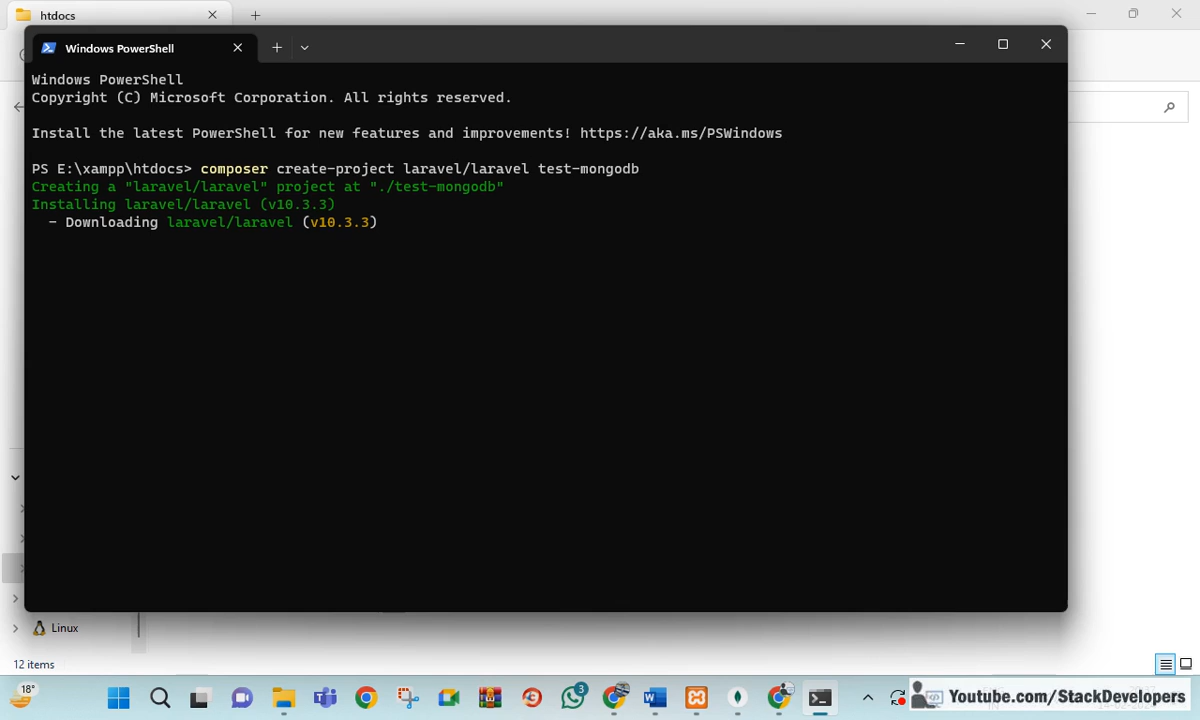 htdocs
Windows PowerShell
Windows PowerShell
Copyright (C) Microsoft Corporation. All rights reserved.
Install the latest PowerShell for new features and improvements! https://aka.ms/PSWindows
PS E:\xampp\htdocs> composer create-project laravel/laravel test-mongodb
Creating a "laravel/laravel" project at "./test-mongodb"
Installing laravel/laravel (v10.3.3)
- Downloading laravel/laravel (v10.3.3)
Linux
12 items
18°
3
Youtube.com/StackDevelopers